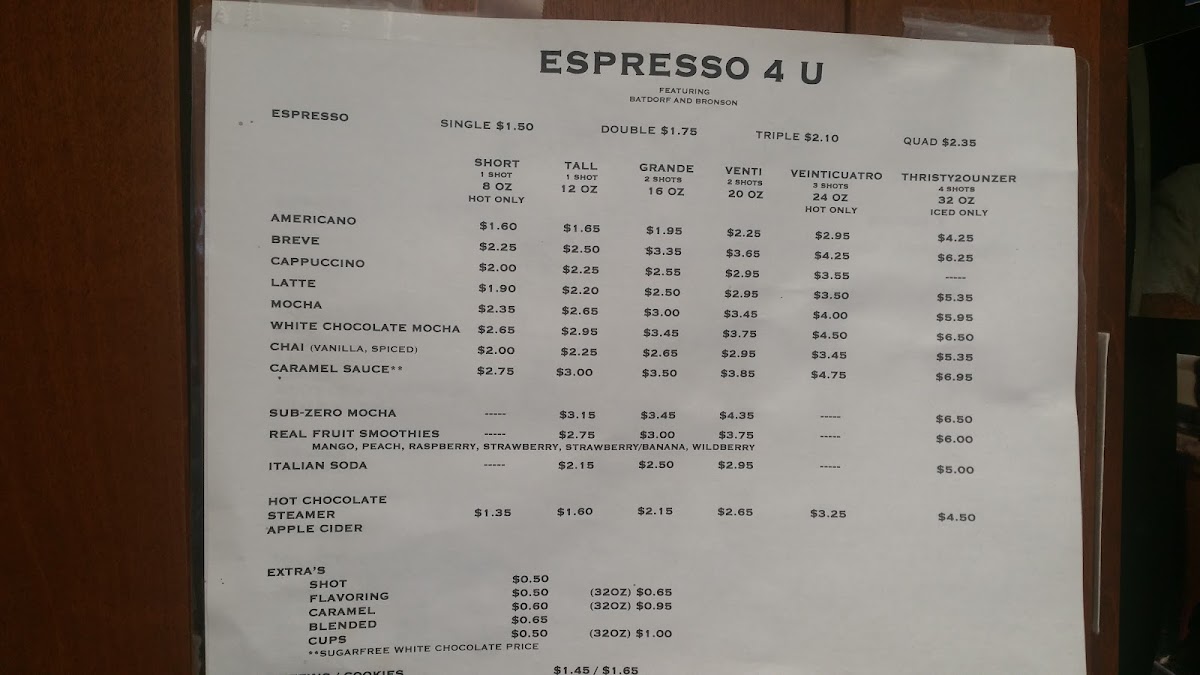 ESPRESSO 4 U
FEATURING
BATDORF AND BRONSON
ESPRESSO SINGLE $1.50 DOUBLE $1.75 TRIPLE $2.10 QUAD $2.35
SHORT TALL GRANDE VENTI VEINTICUATRO THRISTY2OUNZER
1 SHOT 1 SHOT 2 SHOTS 2 SHOTS 3 SHOTS 4 SHOTS
8 OZ 12 OZ 16 OZ 20 OZ 24 OZ 32 OZ
HOT ONLY HOT ONLY ICED ONLY
AMERICANO $1.60 $1.65 $1.95 $2.25 $2.95 $4.25
BREVE $2.25 $2.50 $3.35 $3.65 $4.25 $6.25
CAPPUCCINO $2.00 $2.25 $2.55 $2.95 $3.55 -----
LATTE $1.90 $2.20 $2.50 $2.95 $3.50 $5.35
MOCHA $2.35 $2.65 $3.00 $3.45 $4.00 $5.95
WHITE CHOCOLATE MOCHA $2.65 $2.95 $3.45 $3.75 $4.50 $6.50
CHAI (VANILLA, SPICED) $2.00 $2.25 $2.65 $2.95 $3.45 $5.35
CARAMEL SAUCE** $2.75 $3.00 $3.50 $3.85 $4.75 $6.95
SUB-ZERO MOCHA ----- $3.15 $3.45 $4.35 ----- $6.50
REAL FRUIT SMOOTHIES ----- $2.75 $3.00 $3.75 ----- $6.00
MANGO, PEACH, RASPBERRY, STRAWBERRY, STRAWBERRY/BANANA, WILDBERRY
ITALIAN SODA ----- $2.15 $2.50 $2.95 ----- $5.00
HOT CHOCOLATE
STEAMER $1.35 $1.60 $2.15 $2.65 $3.25 $4.50
APPLE CIDER
EXTRA'S
SHOT $0.50
FLAVORING $0.50 (32OZ) $0.65
CARAMEL $0.60 (32OZ) $0.95
BLENDED $0.65
CUPS $0.50 (32OZ) $1.00
**SUGARFREE WHITE CHOCOLATE PRICE
/ COOKIES $1.45 / $1.65